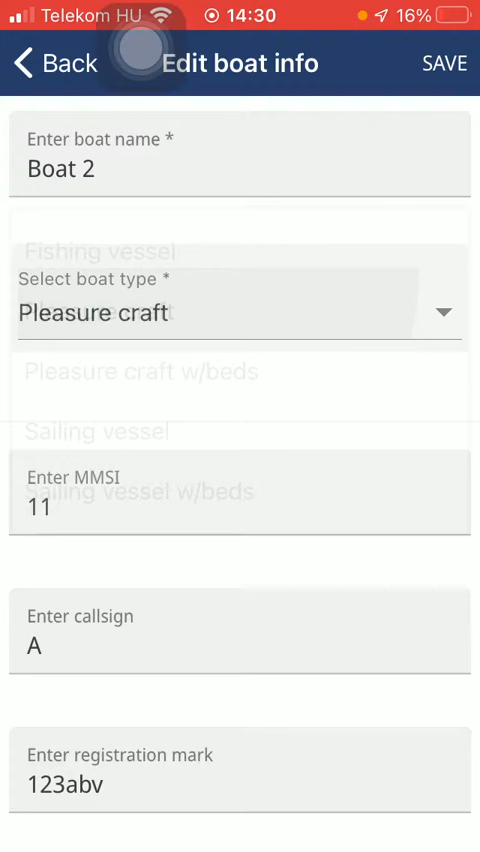 Telekom HU 14:30 16%
Back Edit boat info SAVE
Enter boat name *
Boat 2
Fishing vessel
Select boat type *
Pleasure craft
Pleasure craft
Pleasure craft w/beds
Sailing vessel
Enter MMSI
Sailing vessel w/beds
11
Enter callsign
A
Enter registration mark
123abv